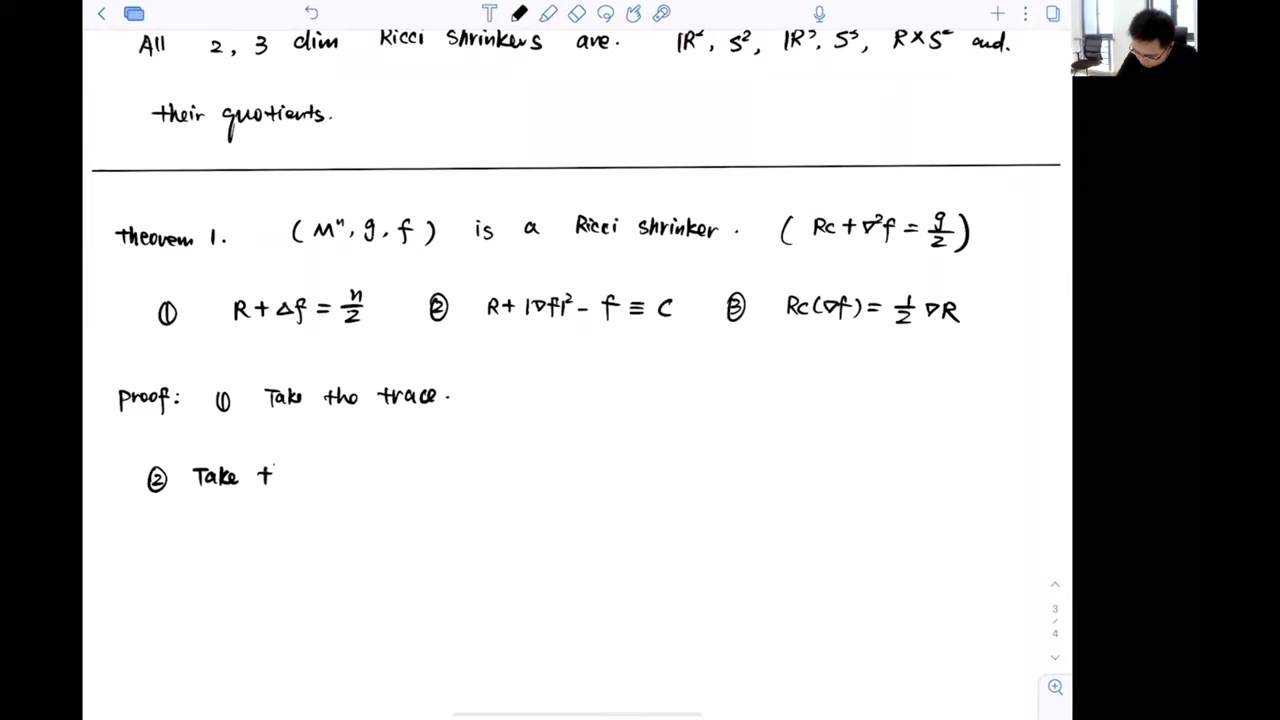 All 2, 3 dim Ricci Shrinkers are. ℝ², S², ℝ³, S³, R×S² and.
their quotients.
Theorem 1. (Mⁿ, g, f) is a Ricci shrinker. (Rc + ∇²f = g/2)
① R + Δf = n/2 ② R + |∇f|² - f ≡ C ③ Rc(∇f) = 1/2 ∇R
Proof: ① Take the trace.
② Take t
3
/
4